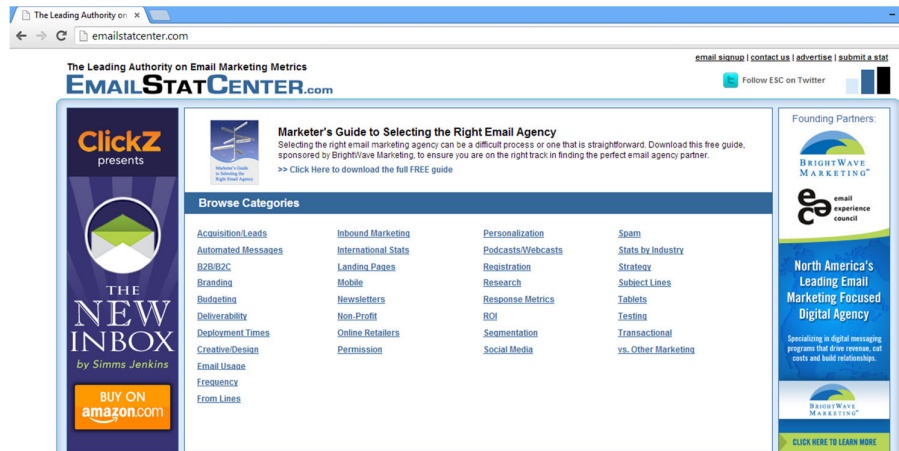 The Leading Authority on
emailstatcenter.com
email signup | contact us | advertise | submit a stat
The Leading Authority on Email Marketing Metrics
EMAILSTATCENTER.com
Follow ESC on Twitter
ClickZ
presents
THE
NEW
INBOX
by Simms Jenkins
BUY ON
amazon.com
Marketer's Guide
to Selecting the
Right Email Agency
Marketer's Guide to Selecting the Right Email Agency
Selecting the right email marketing agency can be a difficult process or one that is straightforward. Download this free guide,
sponsored by BrightWave Marketing, to ensure you are on the right track in finding the perfect email agency partner.
>> Click Here to download the full FREE guide
Browse Categories
Acquisition/Leads
Automated Messages
B2B/B2C
Branding
Budgeting
Deliverability
Deployment Times
Creative/Design
Email Usage
Frequency
From Lines
Inbound Marketing
International Stats
Landing Pages
Mobile
Newsletters
Non-Profit
Online Retailers
Permission
Personalization
Podcasts/Webcasts
Registration
Research
Response Metrics
ROI
Segmentation
Social Media
Spam
Stats by Industry
Strategy
Subject Lines
Tablets
Testing
Transactional
vs. Other Marketing
Founding Partners:
BRIGHTWAVE
MARKETING
eec
email
experience
council
North America's
Leading Email
Marketing Focused
Digital Agency
Specializing in digital messaging
programs that drive revenue, cut
costs and build relationships.
BRIGHTWAVE
MARKETING
CLICK HERE TO LEARN MORE